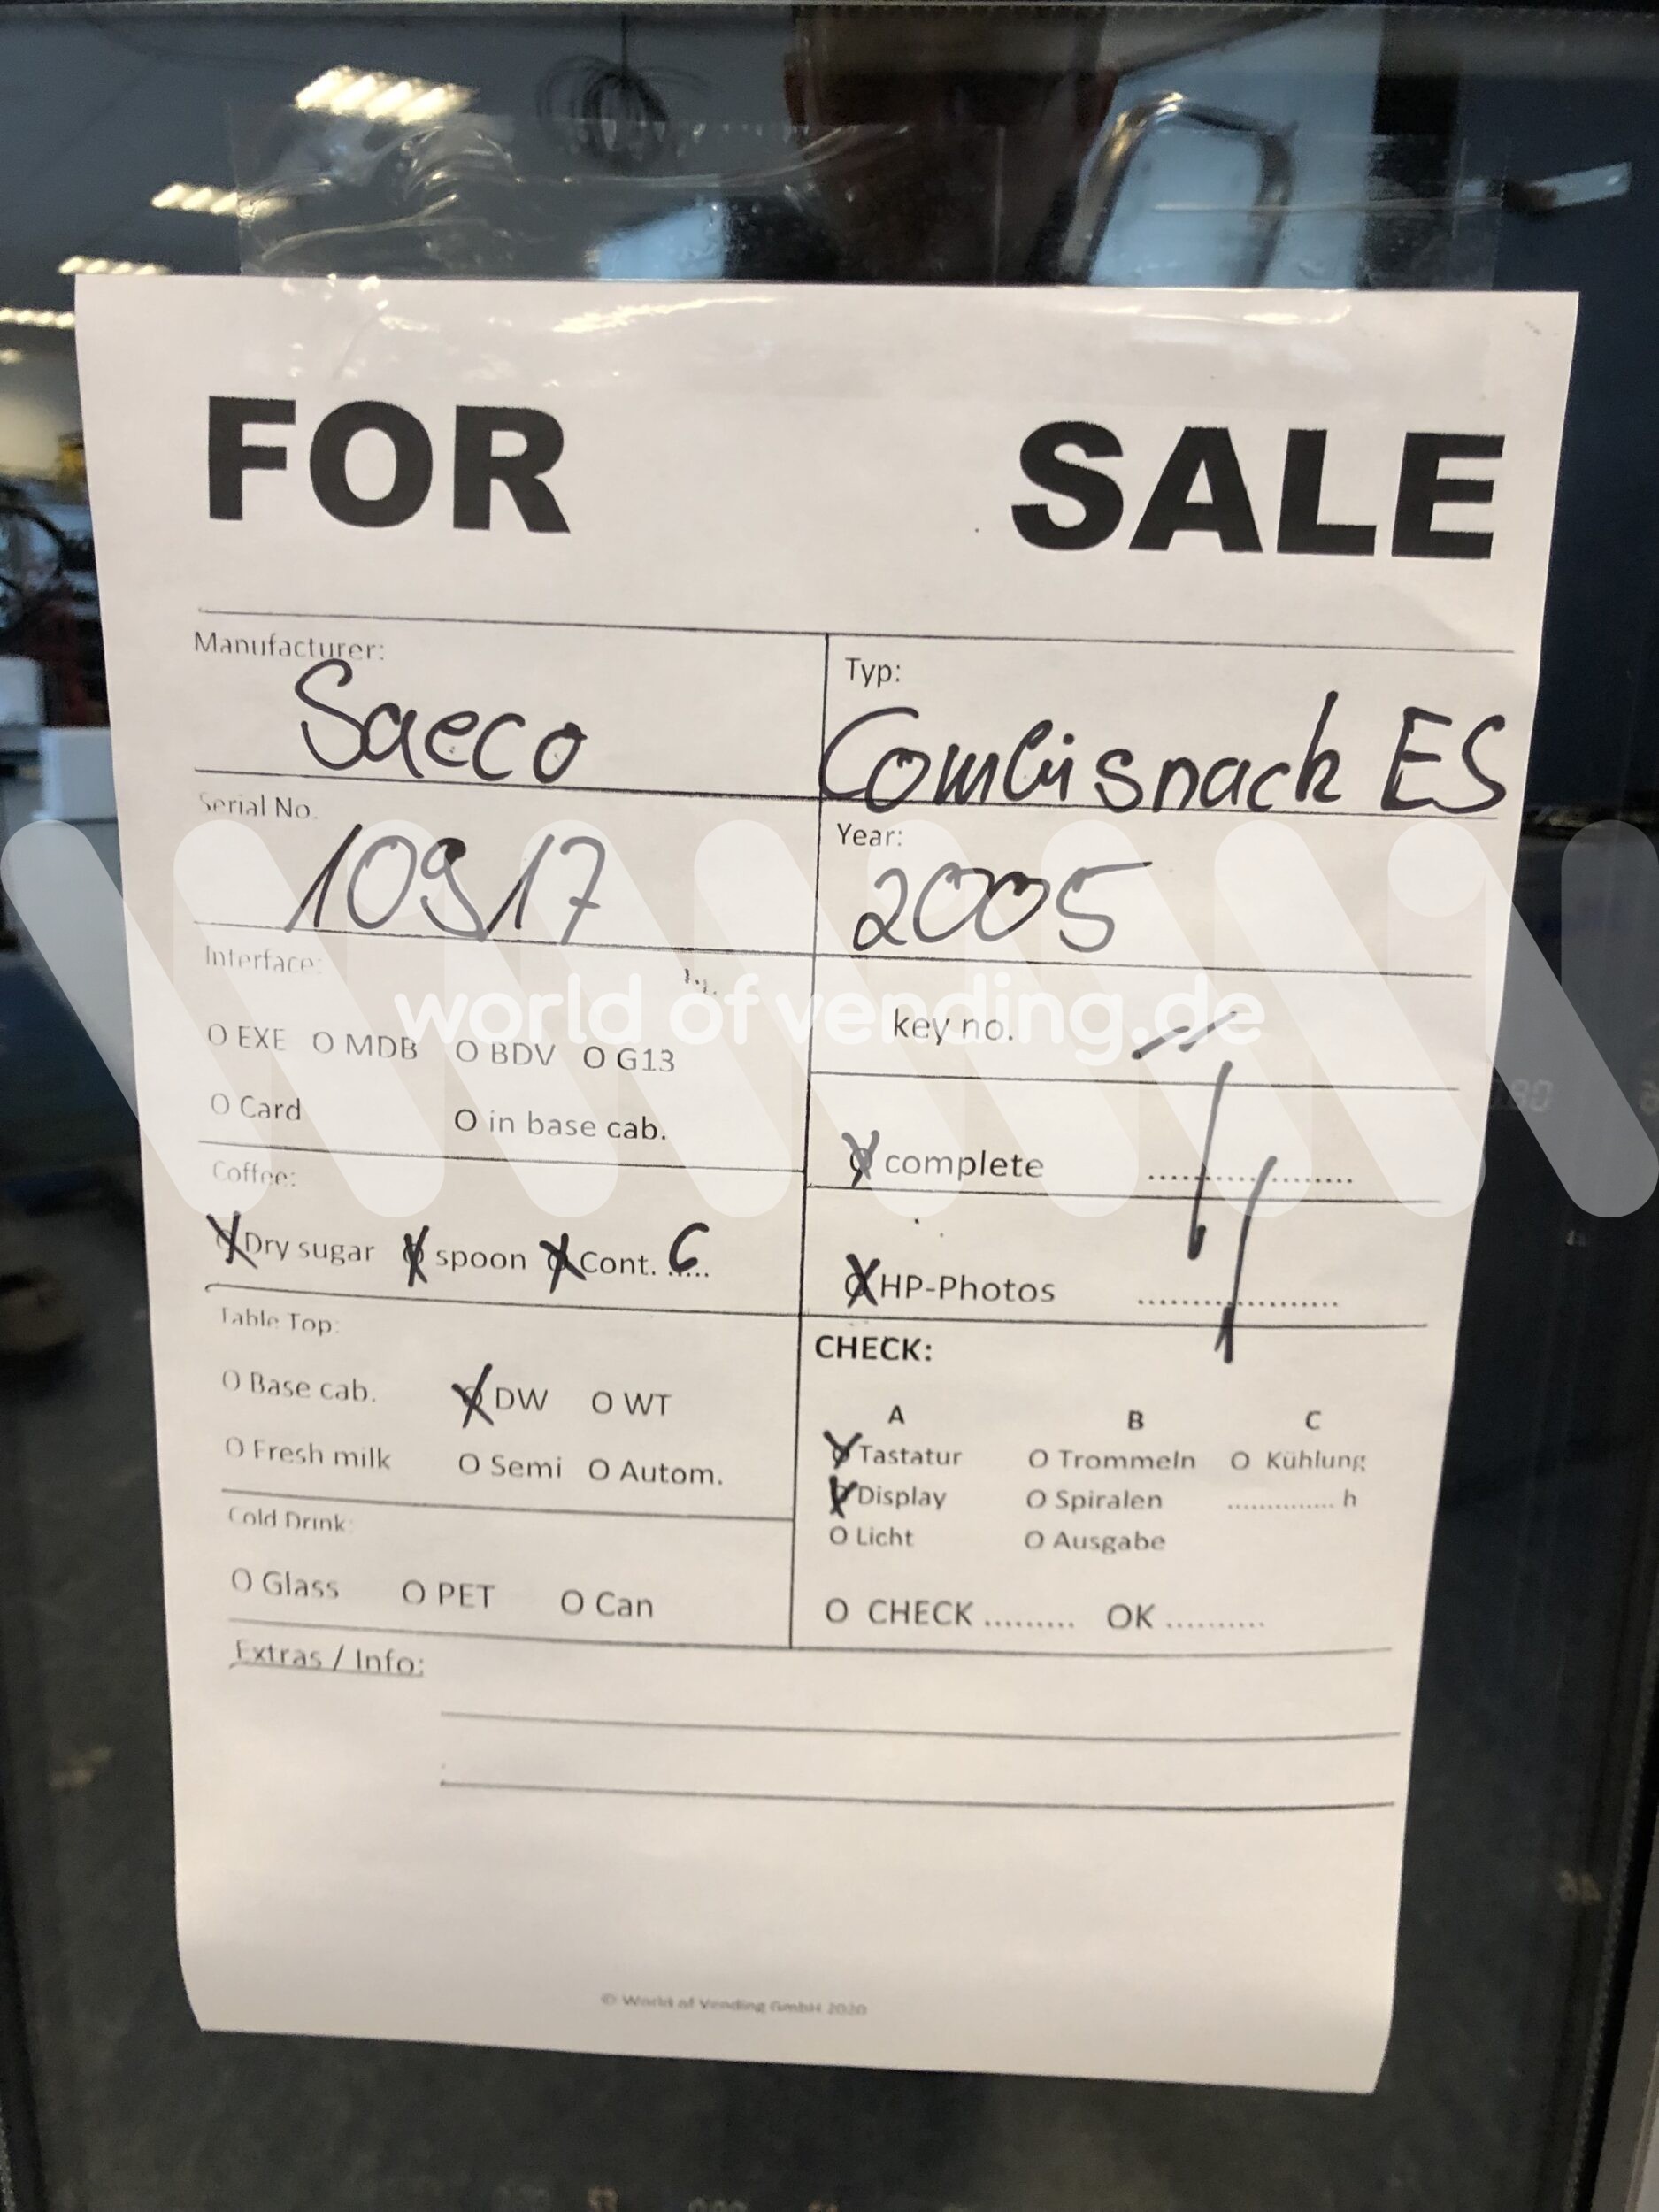 FOR SALE
Manufacturer:
Saeco
Typ:
Combisnack ES
Serial No.
10917
Year:
2005
Interface:
O EXE O MDB O BDV O G13
O Card O in base cab.
key no. -//-
X complete ....................
Coffee:
X Dry sugar X spoon X Cont. 6
X HP-Photos ....................
Table Top:
O Base cab. X DW O WT
O Fresh milk O Semi O Autom.
Cold Drink:
O Glass O PET O Can
CHECK:
A B C
X Tastatur O Trommeln O Kühlung
X Display O Spiralen .............. h
O Licht O Ausgabe
O CHECK ......... OK ..........
Extras / Info:
© World of Vending GmbH 2020
world of vending.de